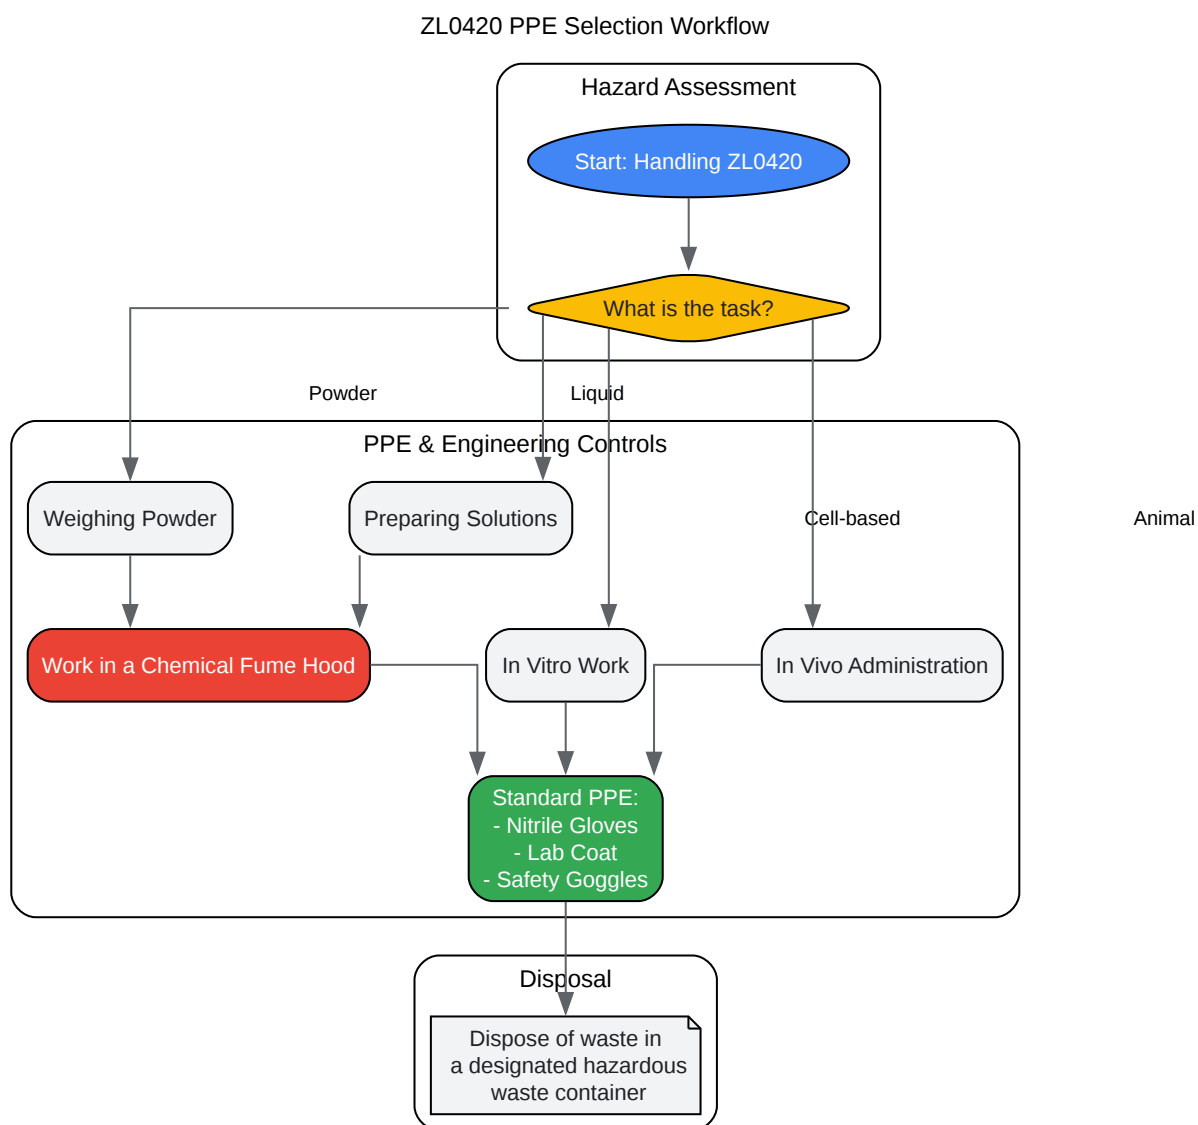 ZL0420 PPE Selection Workflow
Hazard Assessment
Start: Handling ZL0420
What is the task?
Powder
Liquid
PPE & Engineering Controls
Weighing Powder
Preparing Solutions
Cell-based
Animal
Work in a Chemical Fume Hood
In Vitro Work
In Vivo Administration
Standard PPE:
- Nitrile Gloves
- Lab Coat
- Safety Goggles
Disposal
Dispose of waste in
a designated hazardous
waste container